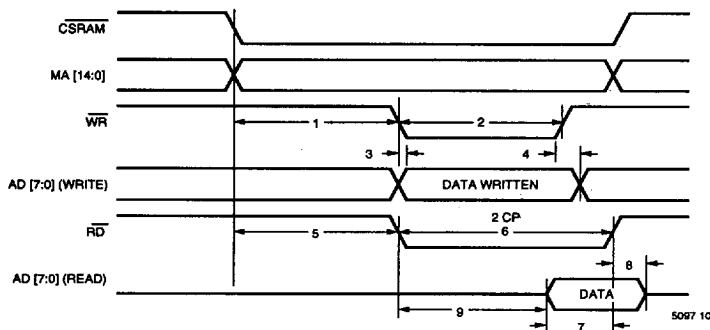 CSRAM
MA [14:0]
WR
1
2
3
4
AD [7:0] (WRITE)
DATA WRITTEN
RD
5
2 CP
6
AD [7:0] (READ)
8
DATA
9
7
5097 10